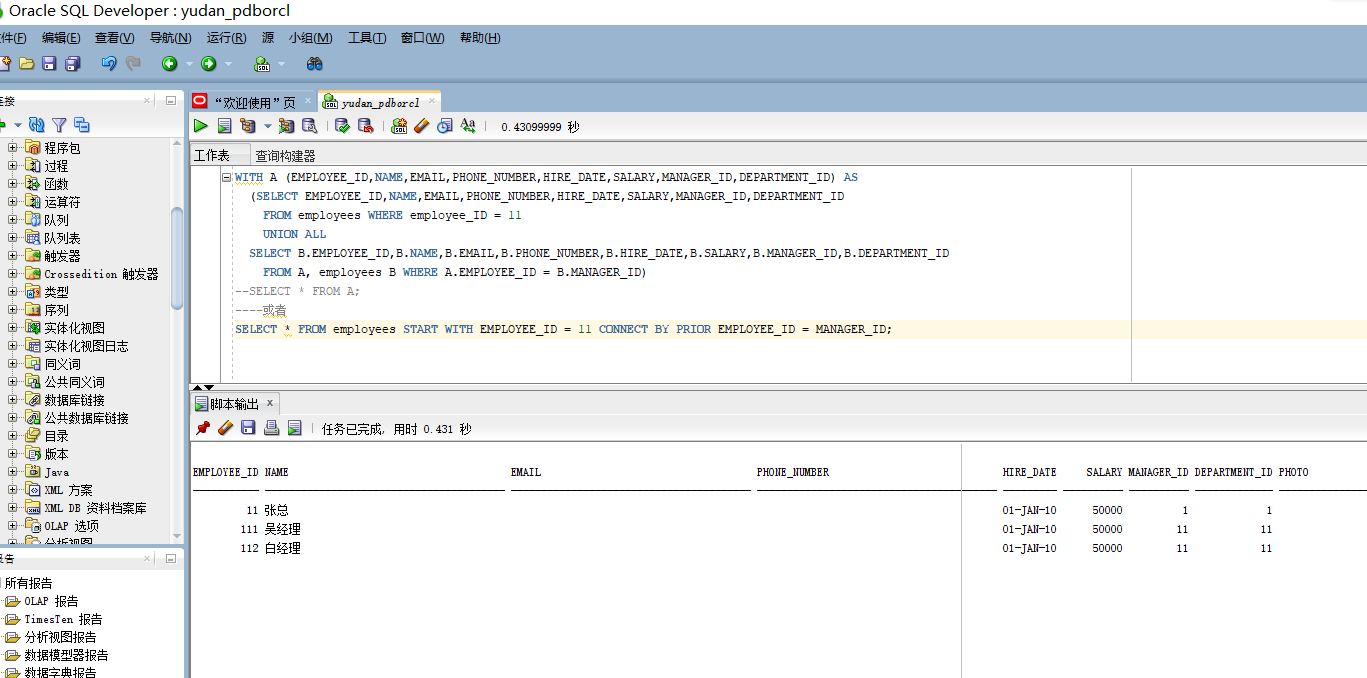 Oracle SQL Developer : yudan_pdborcl
件(F) 编辑(E) 查看(V) 导航(N) 运行(R) 源 小组(M) 工具(T) 窗口(W) 帮助(H)
连接
“欢迎使用”页 yudan_pdborcl
0.43099999 秒
工作表 查询构建器
程序包
过程
函数
运算符
队列
队列表
触发器
Crossedition 触发器
类型
序列
实体化视图
实体化视图日志
同义词
公共同义词
数据库链接
公共数据库链接
目录
版本
Java
XML 方案
XML DB 资料档案库
OLAP 选项
分析视图
报告
所有报告
OLAP 报告
TimesTen 报告
分析视图报告
数据模型器报告
数据字典报告
WITH A (EMPLOYEE_ID,NAME,EMAIL,PHONE_NUMBER,HIRE_DATE,SALARY,MANAGER_ID,DEPARTMENT_ID) AS
(SELECT EMPLOYEE_ID,NAME,EMAIL,PHONE_NUMBER,HIRE_DATE,SALARY,MANAGER_ID,DEPARTMENT_ID
FROM employees WHERE employee_ID = 11
UNION ALL
SELECT B.EMPLOYEE_ID,B.NAME,B.EMAIL,B.PHONE_NUMBER,B.HIRE_DATE,B.SALARY,B.MANAGER_ID,B.DEPARTMENT_ID
FROM A, employees B WHERE A.EMPLOYEE_ID = B.MANAGER_ID)
--SELECT * FROM A;
----或者
SELECT * FROM employees START WITH EMPLOYEE_ID = 11 CONNECT BY PRIOR EMPLOYEE_ID = MANAGER_ID;
脚本输出 x
任务已完成, 用时 0.431 秒
EMPLOYEE_ID NAME EMAIL PHONE_NUMBER HIRE_DATE SALARY MANAGER_ID DEPARTMENT_ID PHOTO
11 张总 01-JAN-10 50000 1 1
111 吴经理 01-JAN-10 50000 11 11
112 白经理 01-JAN-10 50000 11 11